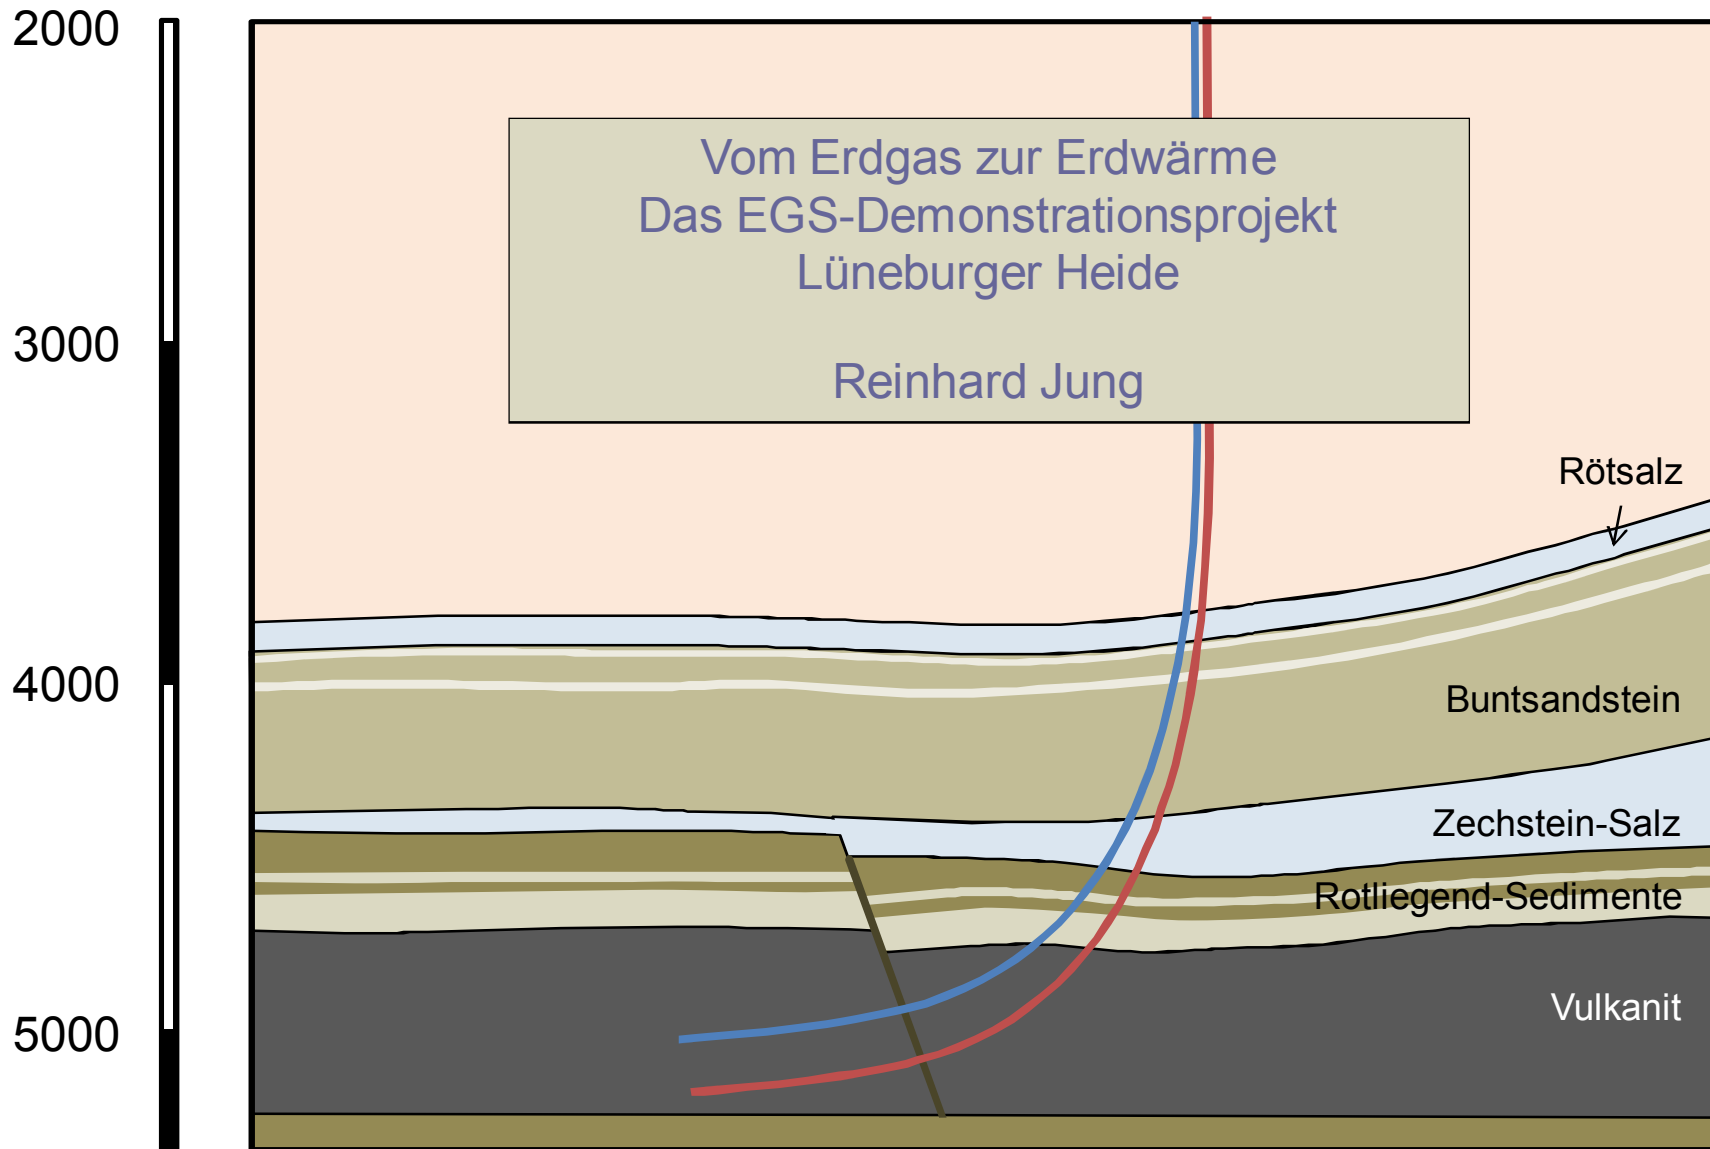 2000
Vom Erdgas zur Erdwärme
Das EGS-Demonstrationsprojekt
Lüneburger Heide
3000
Reinhard Jung
Rötsalz
4000
Buntsandstein
Zechstein-Salz
Rotliegend-Sedimente
Vulkanit
5000